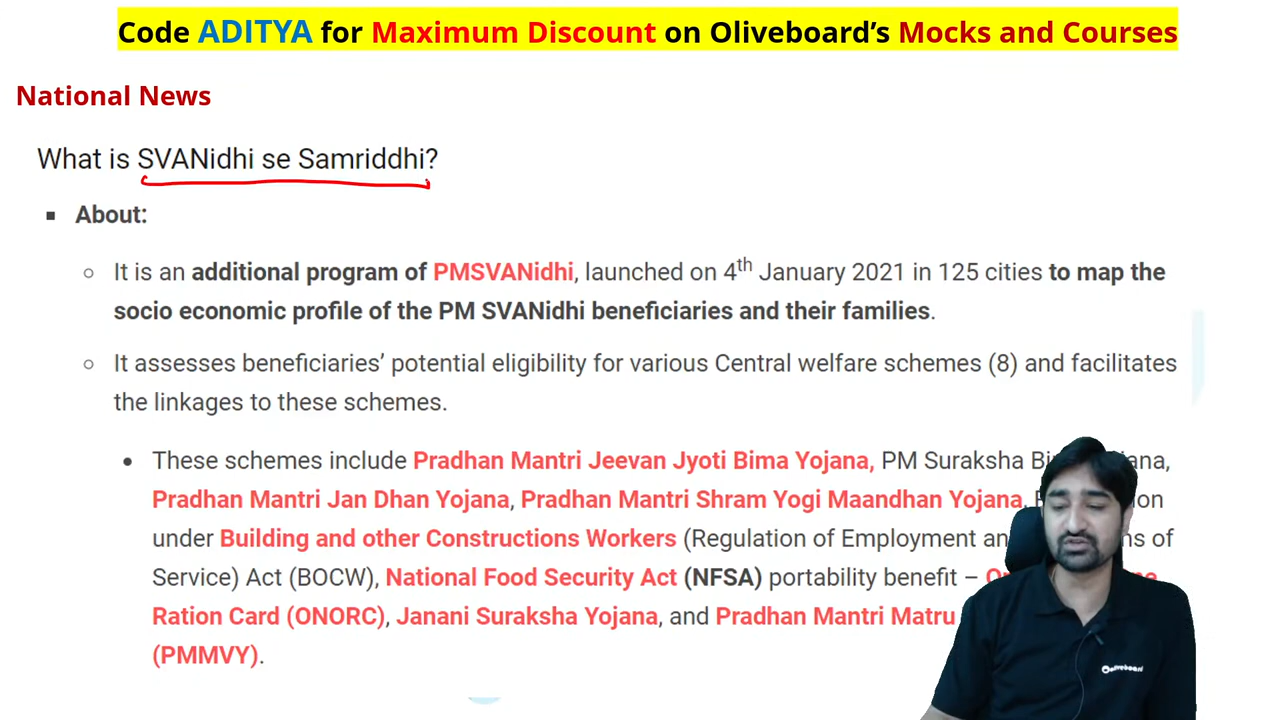 Code ADITYA for Maximum Discount on Oliveboard's Mocks and Courses
National News
What is SVANidhi se Samriddhi?
▪ About:
○ It is an additional program of PMSVANidhi, launched on 4th January 2021 in 125 cities to map the
socio economic profile of the PM SVANidhi beneficiaries and their families.
○ It assesses beneficiaries' potential eligibility for various Central welfare schemes (8) and facilitates
the linkages to these schemes.
• These schemes include Pradhan Mantri Jeevan Jyoti Bima Yojana, PM Suraksha
Pradhan Mantri Jan Dhan Yojana, Pradhan Mantri Shram Yogi Maandhan Yojana,
under Building and other Constructions Workers (Regulation of Employment of
Service) Act (BOCW), National Food Security Act (NFSA) portability benefit –
Ration Card (ONORC), Janani Suraksha Yojana, and Pradhan Mantri Matru
(PMMVY).
Oliveboard